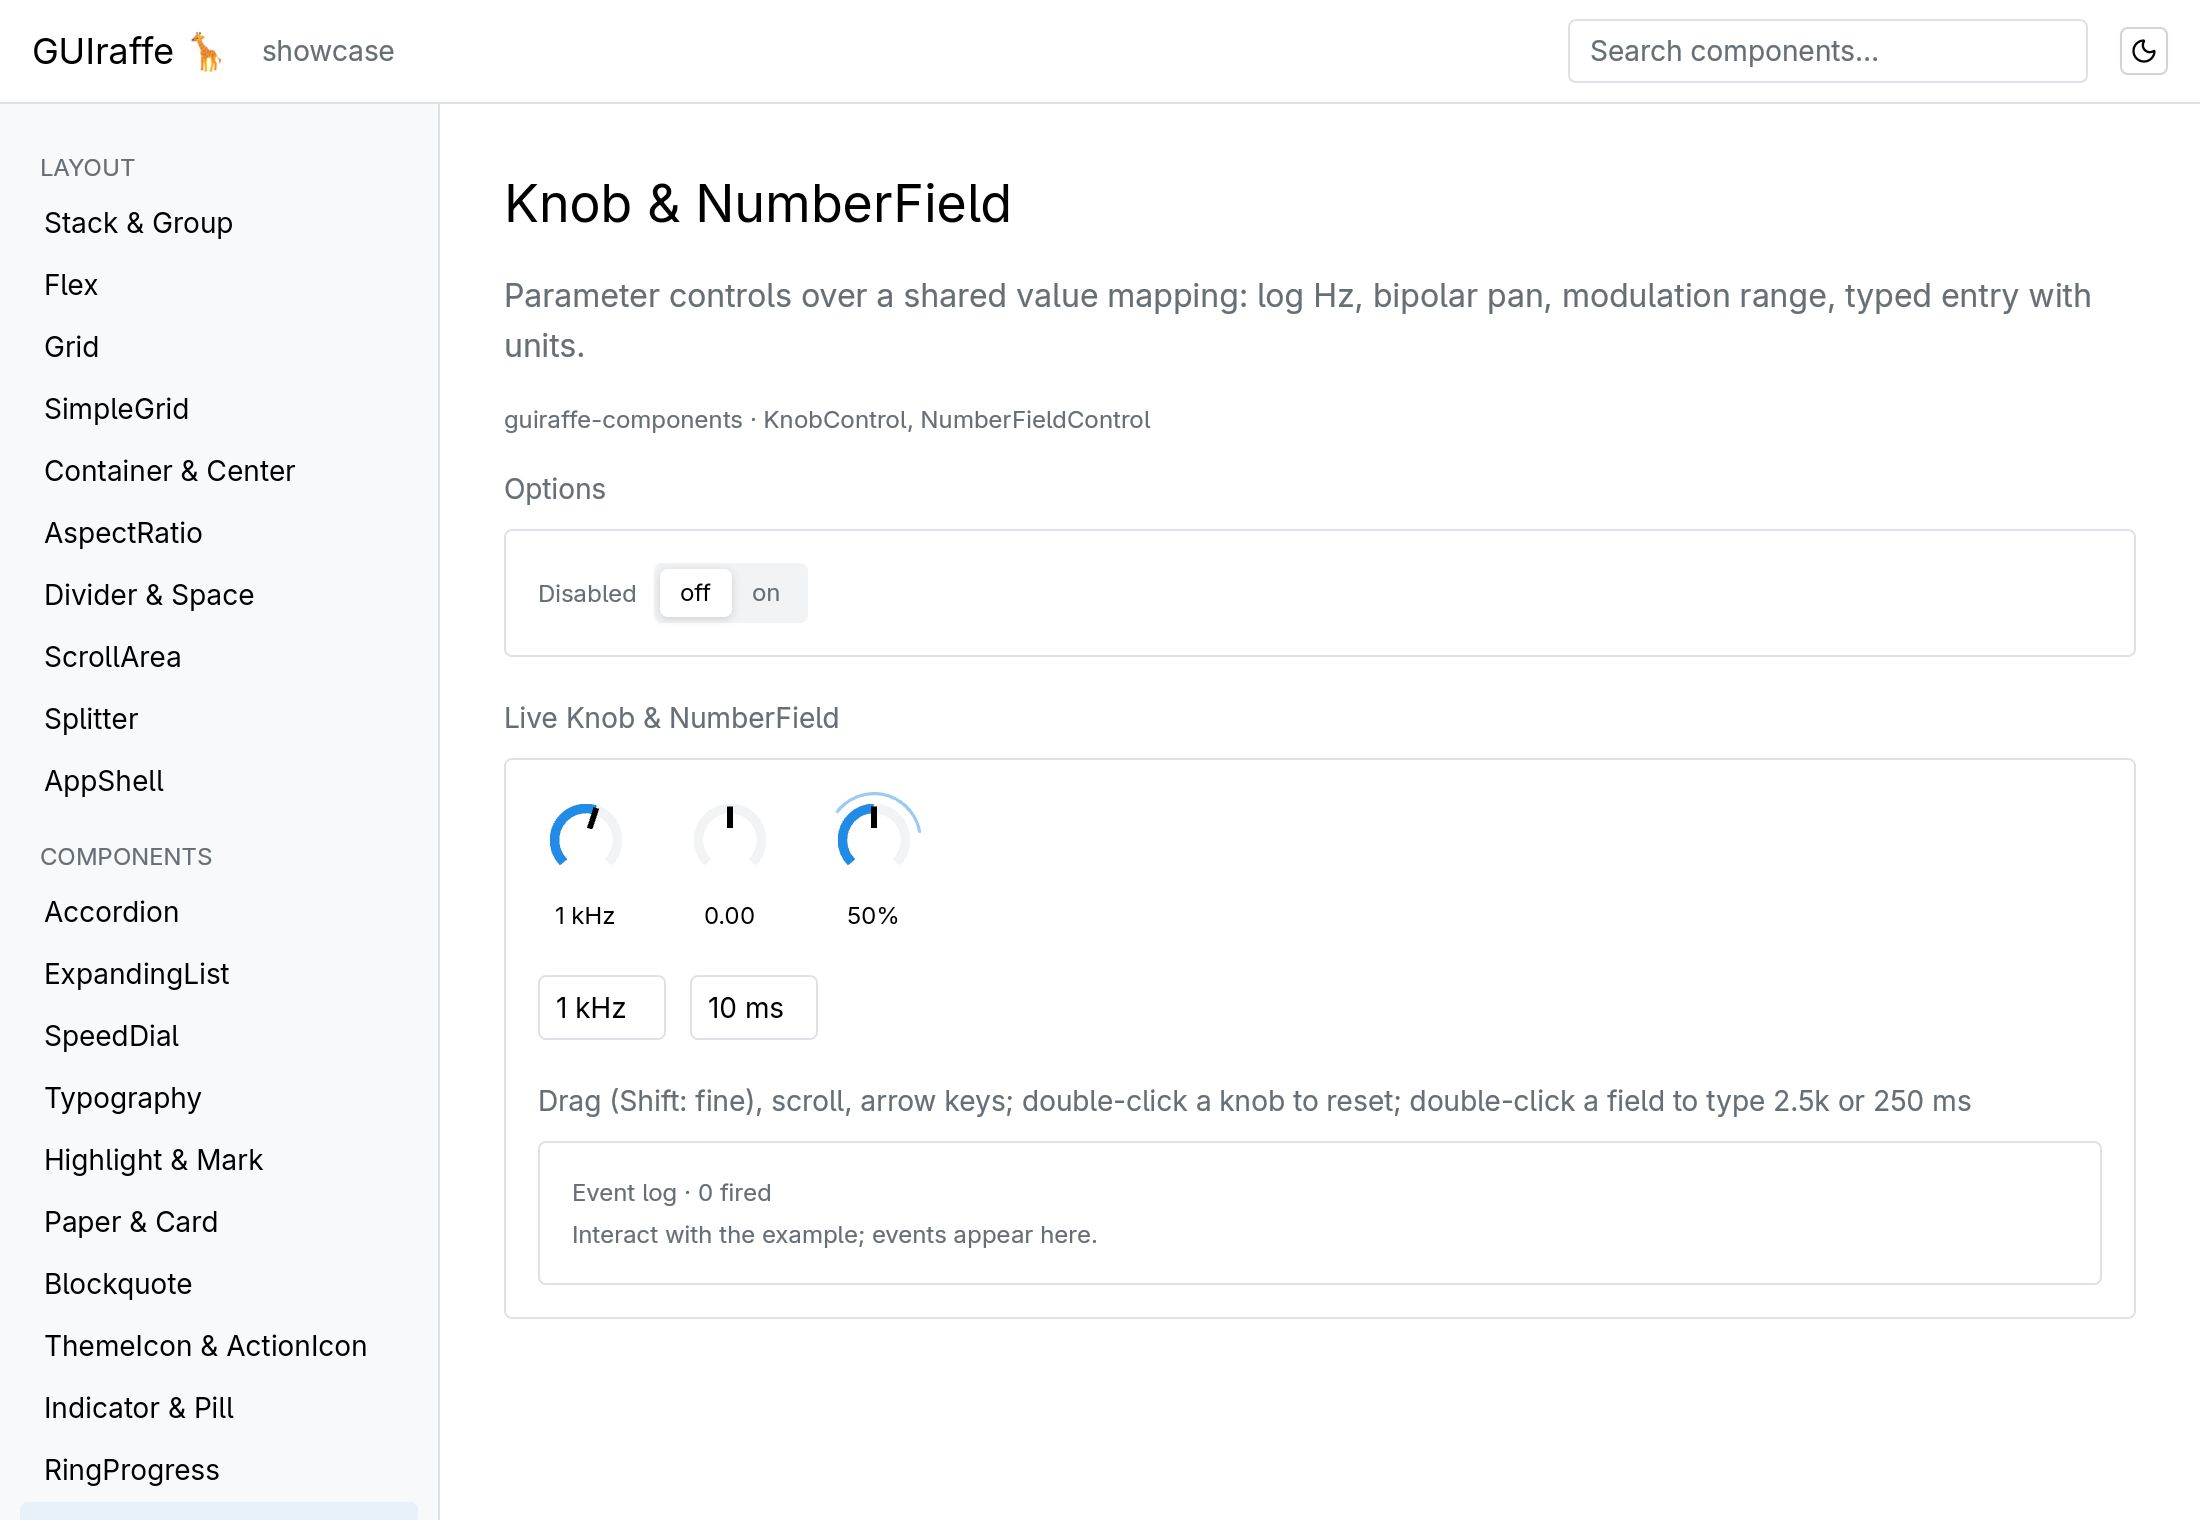 GUIraffe 🦒 showcase
Search components...
LAYOUT
Stack & Group
Flex
Grid
SimpleGrid
Container & Center
AspectRatio
Divider & Space
ScrollArea
Splitter
AppShell
COMPONENTS
Accordion
ExpandingList
SpeedDial
Typography
Highlight & Mark
Paper & Card
Blockquote
ThemeIcon & ActionIcon
Indicator & Pill
RingProgress
Knob & NumberField
Parameter controls over a shared value mapping: log Hz, bipolar pan, modulation range, typed entry with
units.
guiraffe-components · KnobControl, NumberFieldControl
Options
Disabled off on
Live Knob & NumberField
1 kHz 0.00 50%
1 kHz 10 ms
Drag (Shift: fine), scroll, arrow keys; double-click a knob to reset; double-click a field to type 2.5k or 250 ms
Event log · 0 fired
Interact with the example; events appear here.